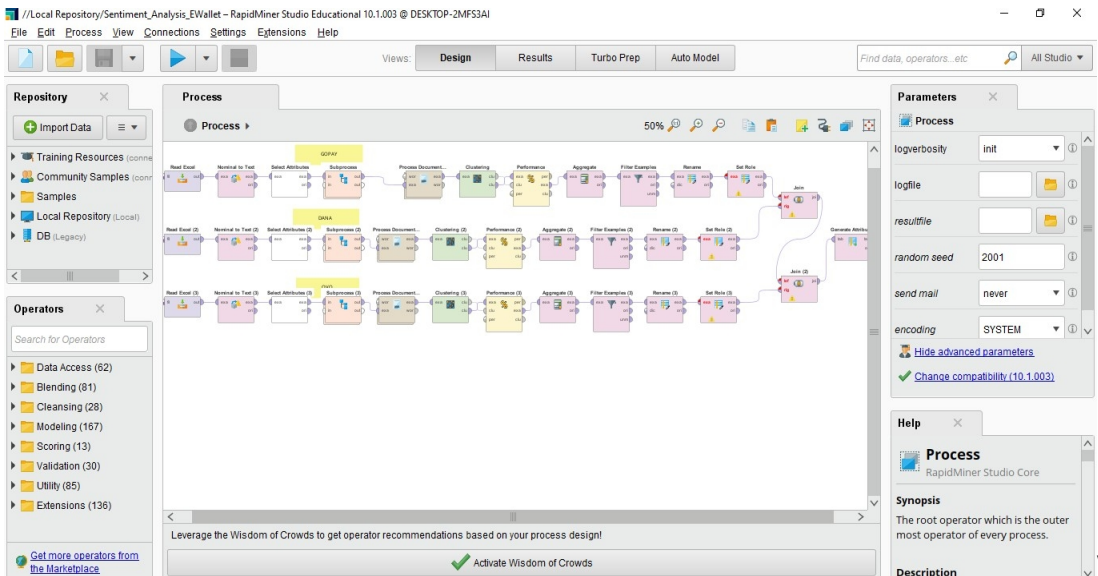 //Local Repository/Sentiment_Analysis_EWallet – RapidMiner Studio Educational 10.1.003 @ DESKTOP-2MFS3AI
File Edit Process View Connections Settings Extensions Help
Views: Design Results Turbo Prep Auto Model
Find data, operators...etc
All Studio
Repository
Import Data
Training Resources (conne
Community Samples (conn
Samples
Local Repository (Local)
DB (Legacy)
Operators
Search for Operators
Data Access (62)
Blending (81)
Cleansing (28)
Modeling (167)
Scoring (13)
Validation (30)
Utility (85)
Extensions (136)
Get more operators from
the Marketplace
Process
Process
50%
GOPAY
Read Excel Nominal to Text Select Attributes Subprocess Process Document... Clustering Performance Aggregate Filter Examples Rename Set Role
Join
DANA
Read Excel (2) Nominal to Text (2) Select Attributes (2) Subprocess (2) Process Document... Clustering (2) Performance (2) Aggregate (2) Filter Examples (2) Rename (2) Set Role (2)
Generate Attribu
Join (2)
Read Excel (3) Nominal to Text (3) Select Attributes (3) Subprocess (3) Process Document... Clustering (3) Performance (3) Aggregate (3) Filter Examples (3) Rename (3) Set Role (3)
Leverage the Wisdom of Crowds to get operator recommendations based on your process design!
Activate Wisdom of Crowds
Parameters
Process
logverbosity init
logfile
resultfile
random seed 2001
send mail never
encoding SYSTEM
Hide advanced parameters
Change compatibility (10.1.003)
Help
Process
RapidMiner Studio Core
Synopsis
The root operator which is the outer
most operator of every process.
Description